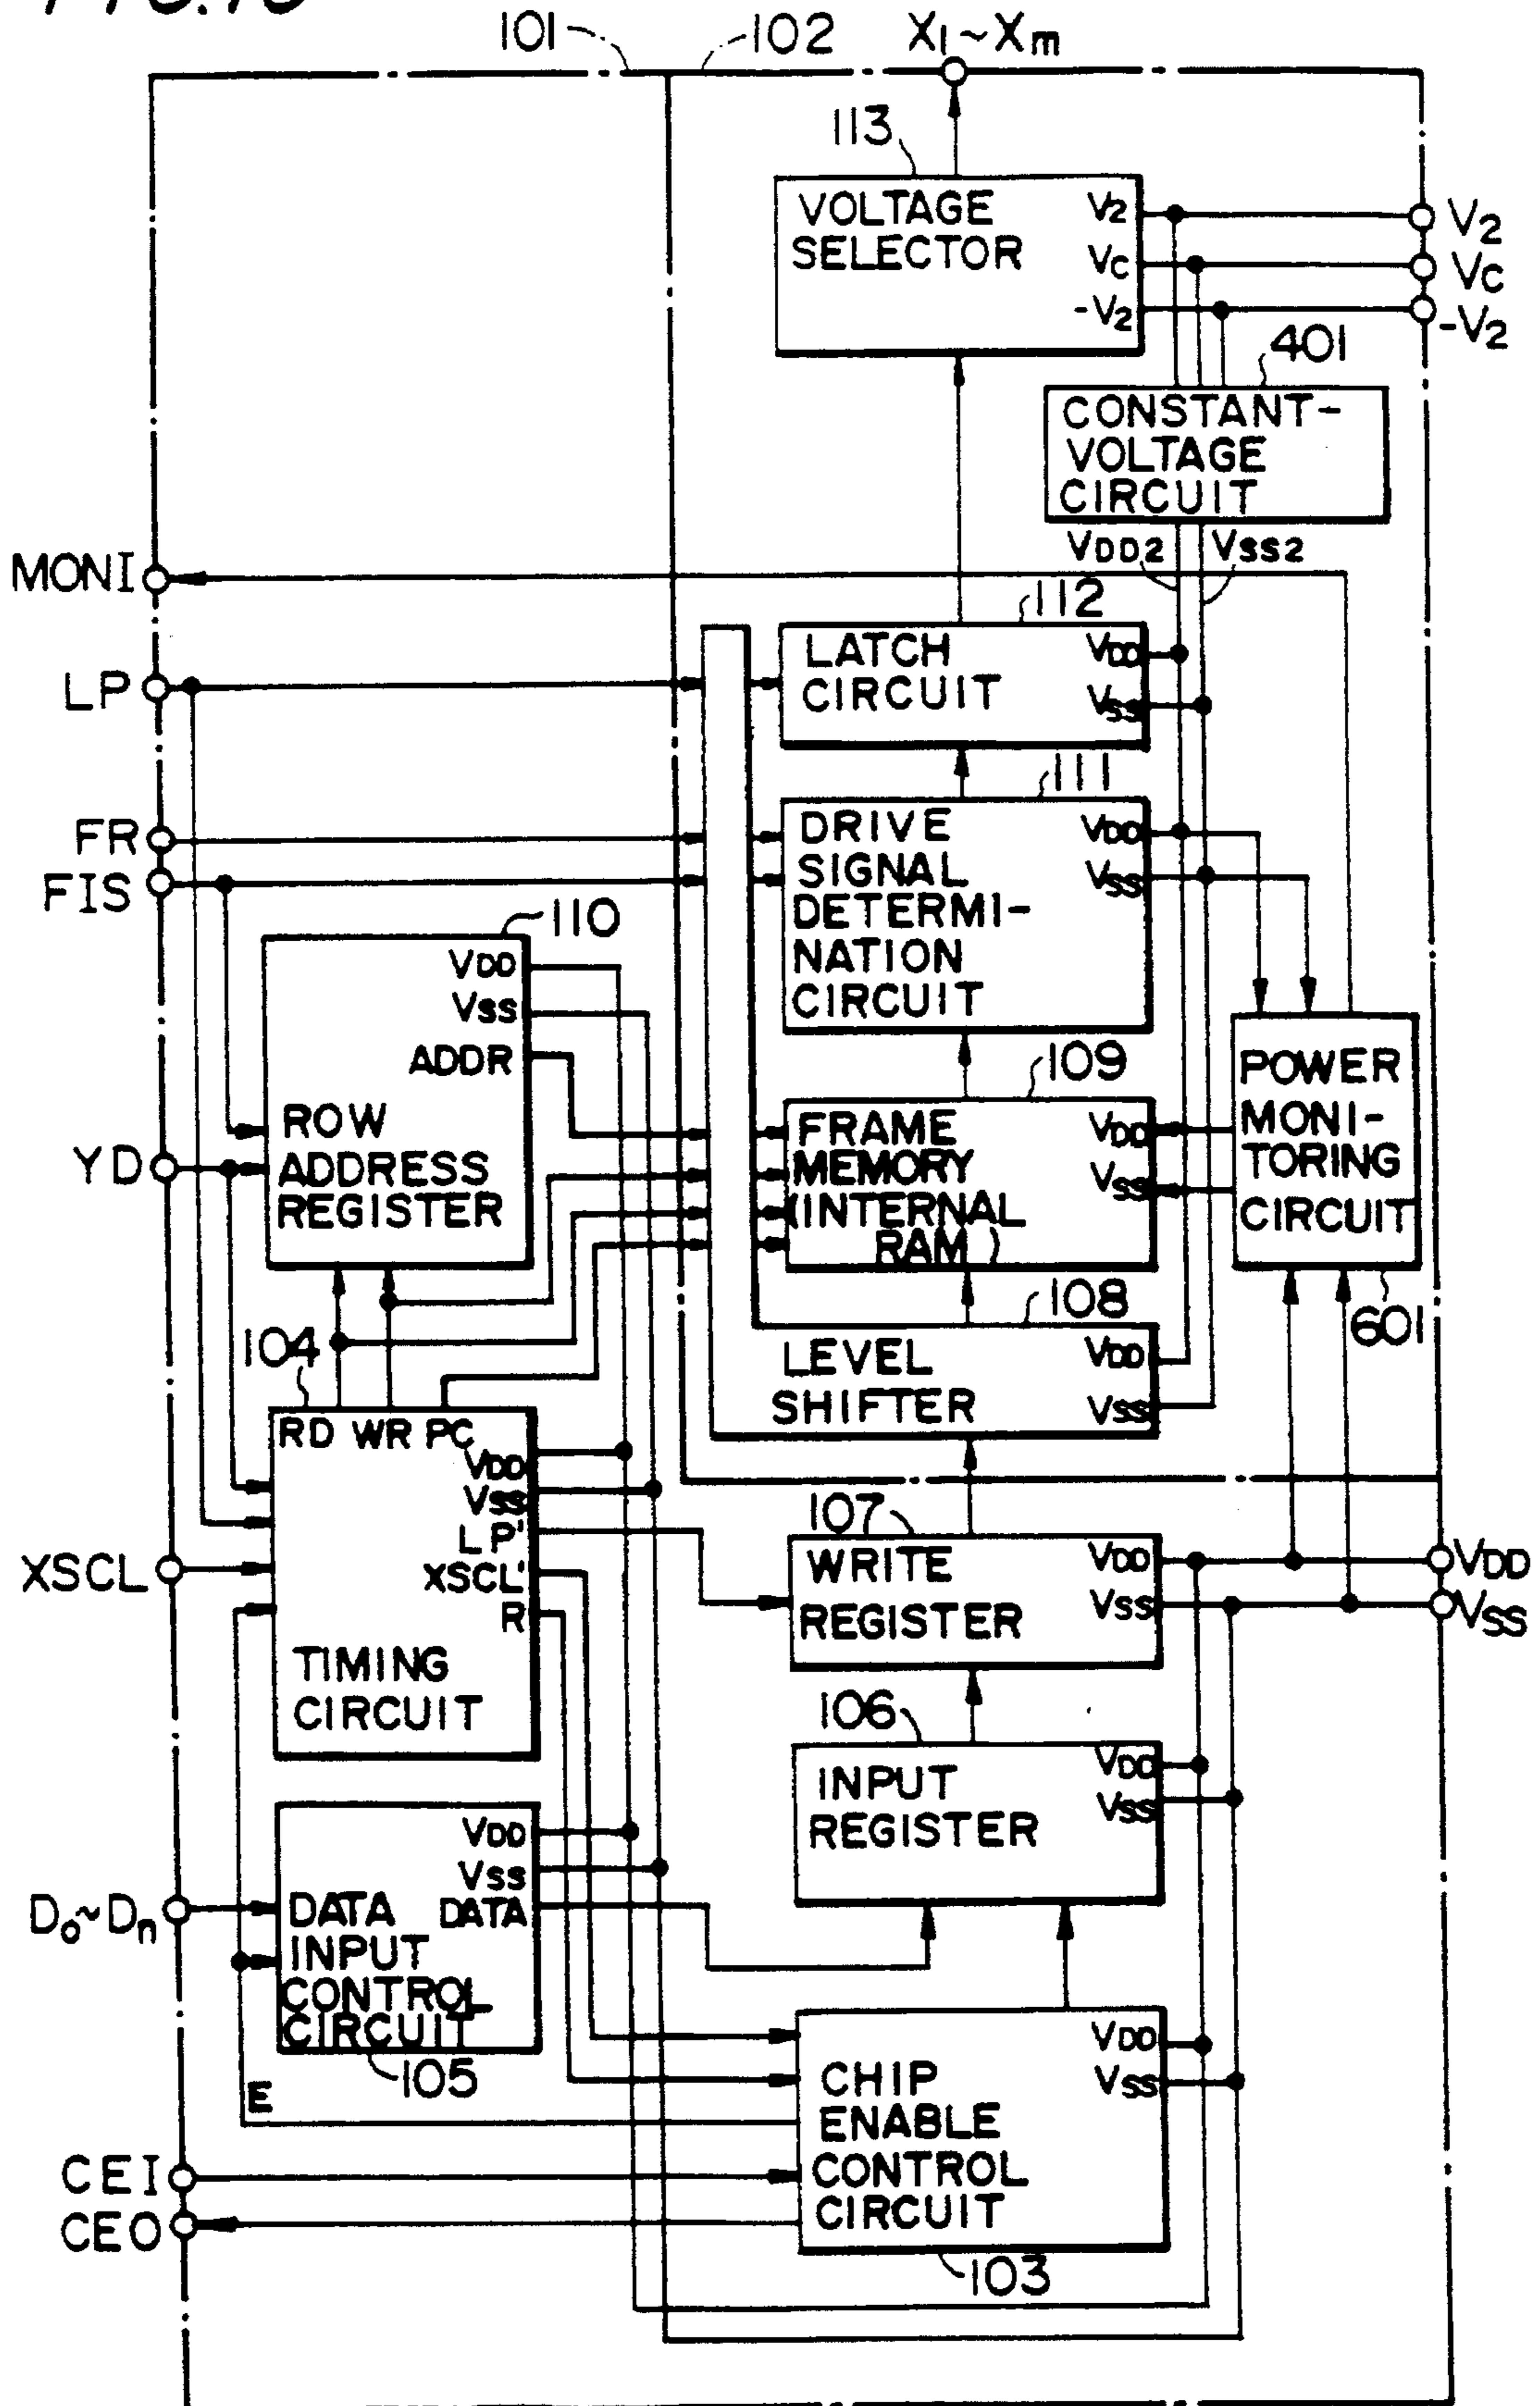 101
102
X1~Xm
113
VOLTAGE
SELECTOR
V2
VC
-V2
V2
VC
-V2
401
CONSTANT-
VOLTAGE
CIRCUIT
VDD2
VSS2
MONI
112
LATCH
CIRCUIT
VDD
VSS
LP
111
DRIVE
SIGNAL
DETERMI-
NATION
CIRCUIT
VDD
VSS
FR
FIS
110
VDD
VSS
ADDR
ROW
ADDRESS
REGISTER
YD
109
FRAME
MEMORY
(INTERNAL
RAM)
VDD
VSS
POWER
MONI-
TORING
CIRCUIT
601
108
LEVEL
SHIFTER
VDD
VSS
104
RD WR PC
VDD
VSS
LP'
XSCL'
R
TIMING
CIRCUIT
XSCL
107
WRITE
REGISTER
VDD
VSS
VDD
VSS
106
INPUT
REGISTER
VDD
VSS
VDD
VSS
DATA
DATA
INPUT
CONTROL
CIRCUIT
105
D0~Dn
E
CHIP
ENABLE
CONTROL
CIRCUIT
VDD
VSS
103
CEI
CEO